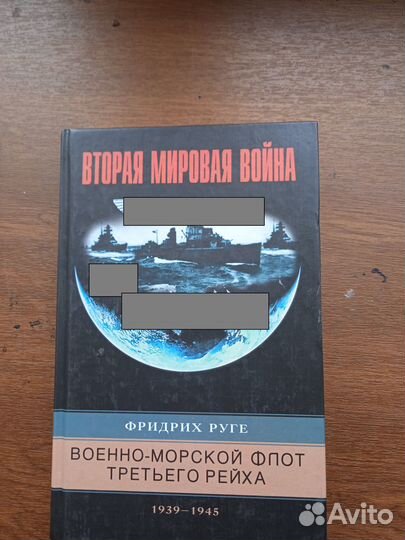 ВТОРАЯ МИРОВАЯ ВОЙНА
ФРИДРИХ РУГЕ
ВОЕННО-МОРСКОЙ ФЛОТ
ТРЕТЬЕГО РЕЙХА
1939–1945
Avito